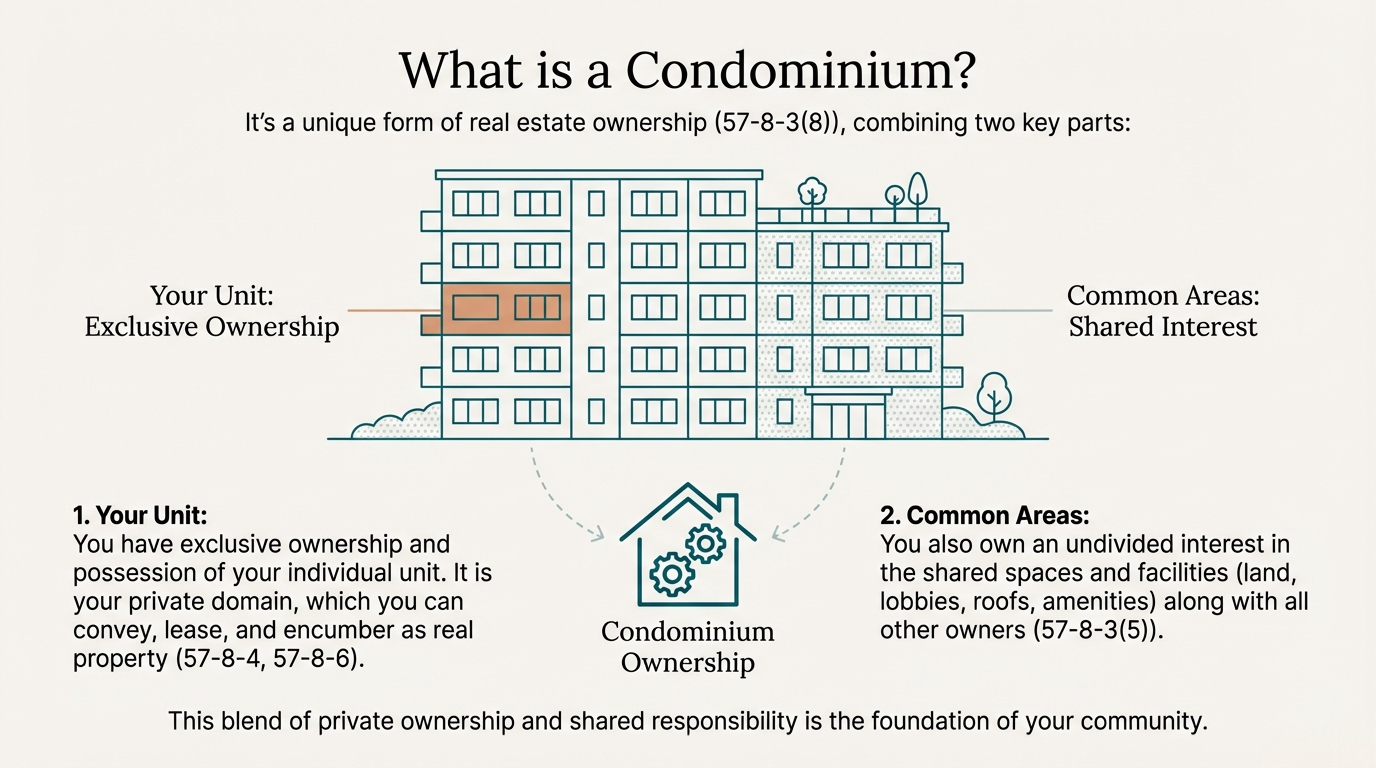 What is a Condominium?
It’s a unique form of real estate ownership (57-8-3(8)), combining two key parts:
Your Unit:
Exclusive Ownership
Common Areas:
Shared Interest
1. Your Unit:
You have exclusive ownership and
possession of your individual unit. It is
your private domain, which you can
convey, lease, and encumber as real
property (57-8-4, 57-8-6).
Condominium
Ownership
2. Common Areas:
You also own an undivided interest in
the shared spaces and facilities (land,
lobbies, roofs, amenities) along with all
other owners (57-8-3(5)).
This blend of private ownership and shared responsibility is the foundation of your community.